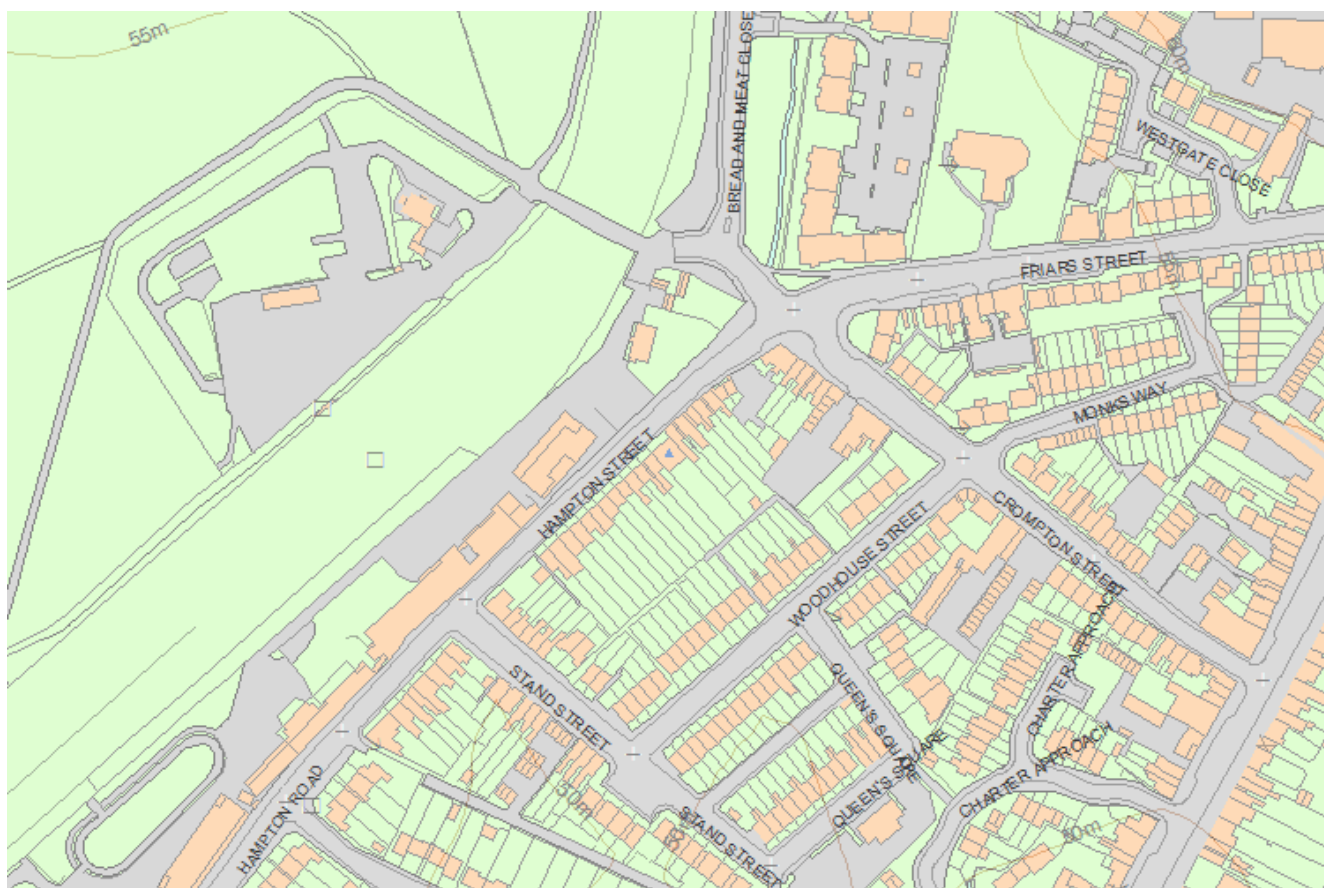 55m
BREAD AND MEAT CLOSE
WESTGATE CLOSE
FRIARS STREET
MONKS WAY
HAMPTON STREET
CROMPTON STREET
WOODHOUSE STREET
STAND STREET
QUEEN'S SQUARE
CHARTER APPROACH
CHARTER APPROACH
QUEEN'S SQUARE
HAMPTON ROAD
50m
STAND STREET